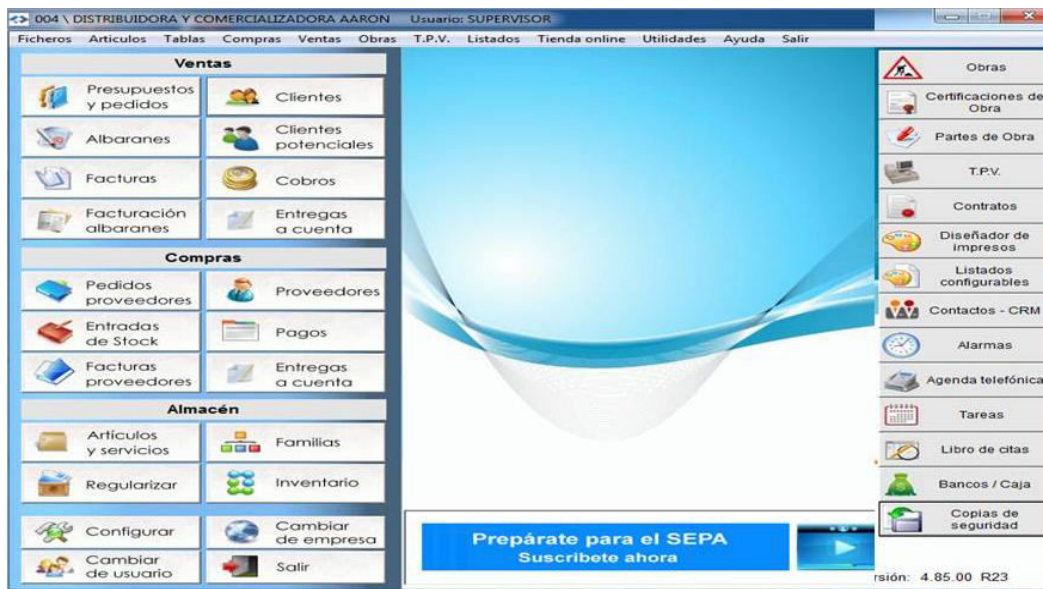 004 \ DISTRIBUIDORA Y COMERCIALIZADORA AARON Usuario: SUPERVISOR
Ficheros Articulos Tablas Compras Ventas Obras T.P.V. Listados Tienda online Utilidades Ayuda Salir
Ventas
Presupuestos
y pedidos
Clientes
Albaranes
Clientes
potenciales
Facturas
Cobros
Facturación
albaranes
Entregas
a cuenta
Compras
Pedidos
proveedores
Proveedores
Entradas
de Stock
Pagos
Facturas
proveedores
Entregas
a cuenta
Almacén
Artículos
y servicios
Familias
Regularizar
Inventario
Configurar
Cambiar
de empresa
Cambiar
de usuario
Salir
Prepárate para el SEPA
Suscribete ahora
Obras
Certificaciones de
Obra
Partes de Obra
T.P.V.
Contratos
Diseñador de
impresos
Listados
configurables
Contactos - CRM
Alarmas
Agenda telefónica
Tareas
Libro de citas
Bancos / Caja
Copias de
seguridad
rsión: 4.85.00 R23